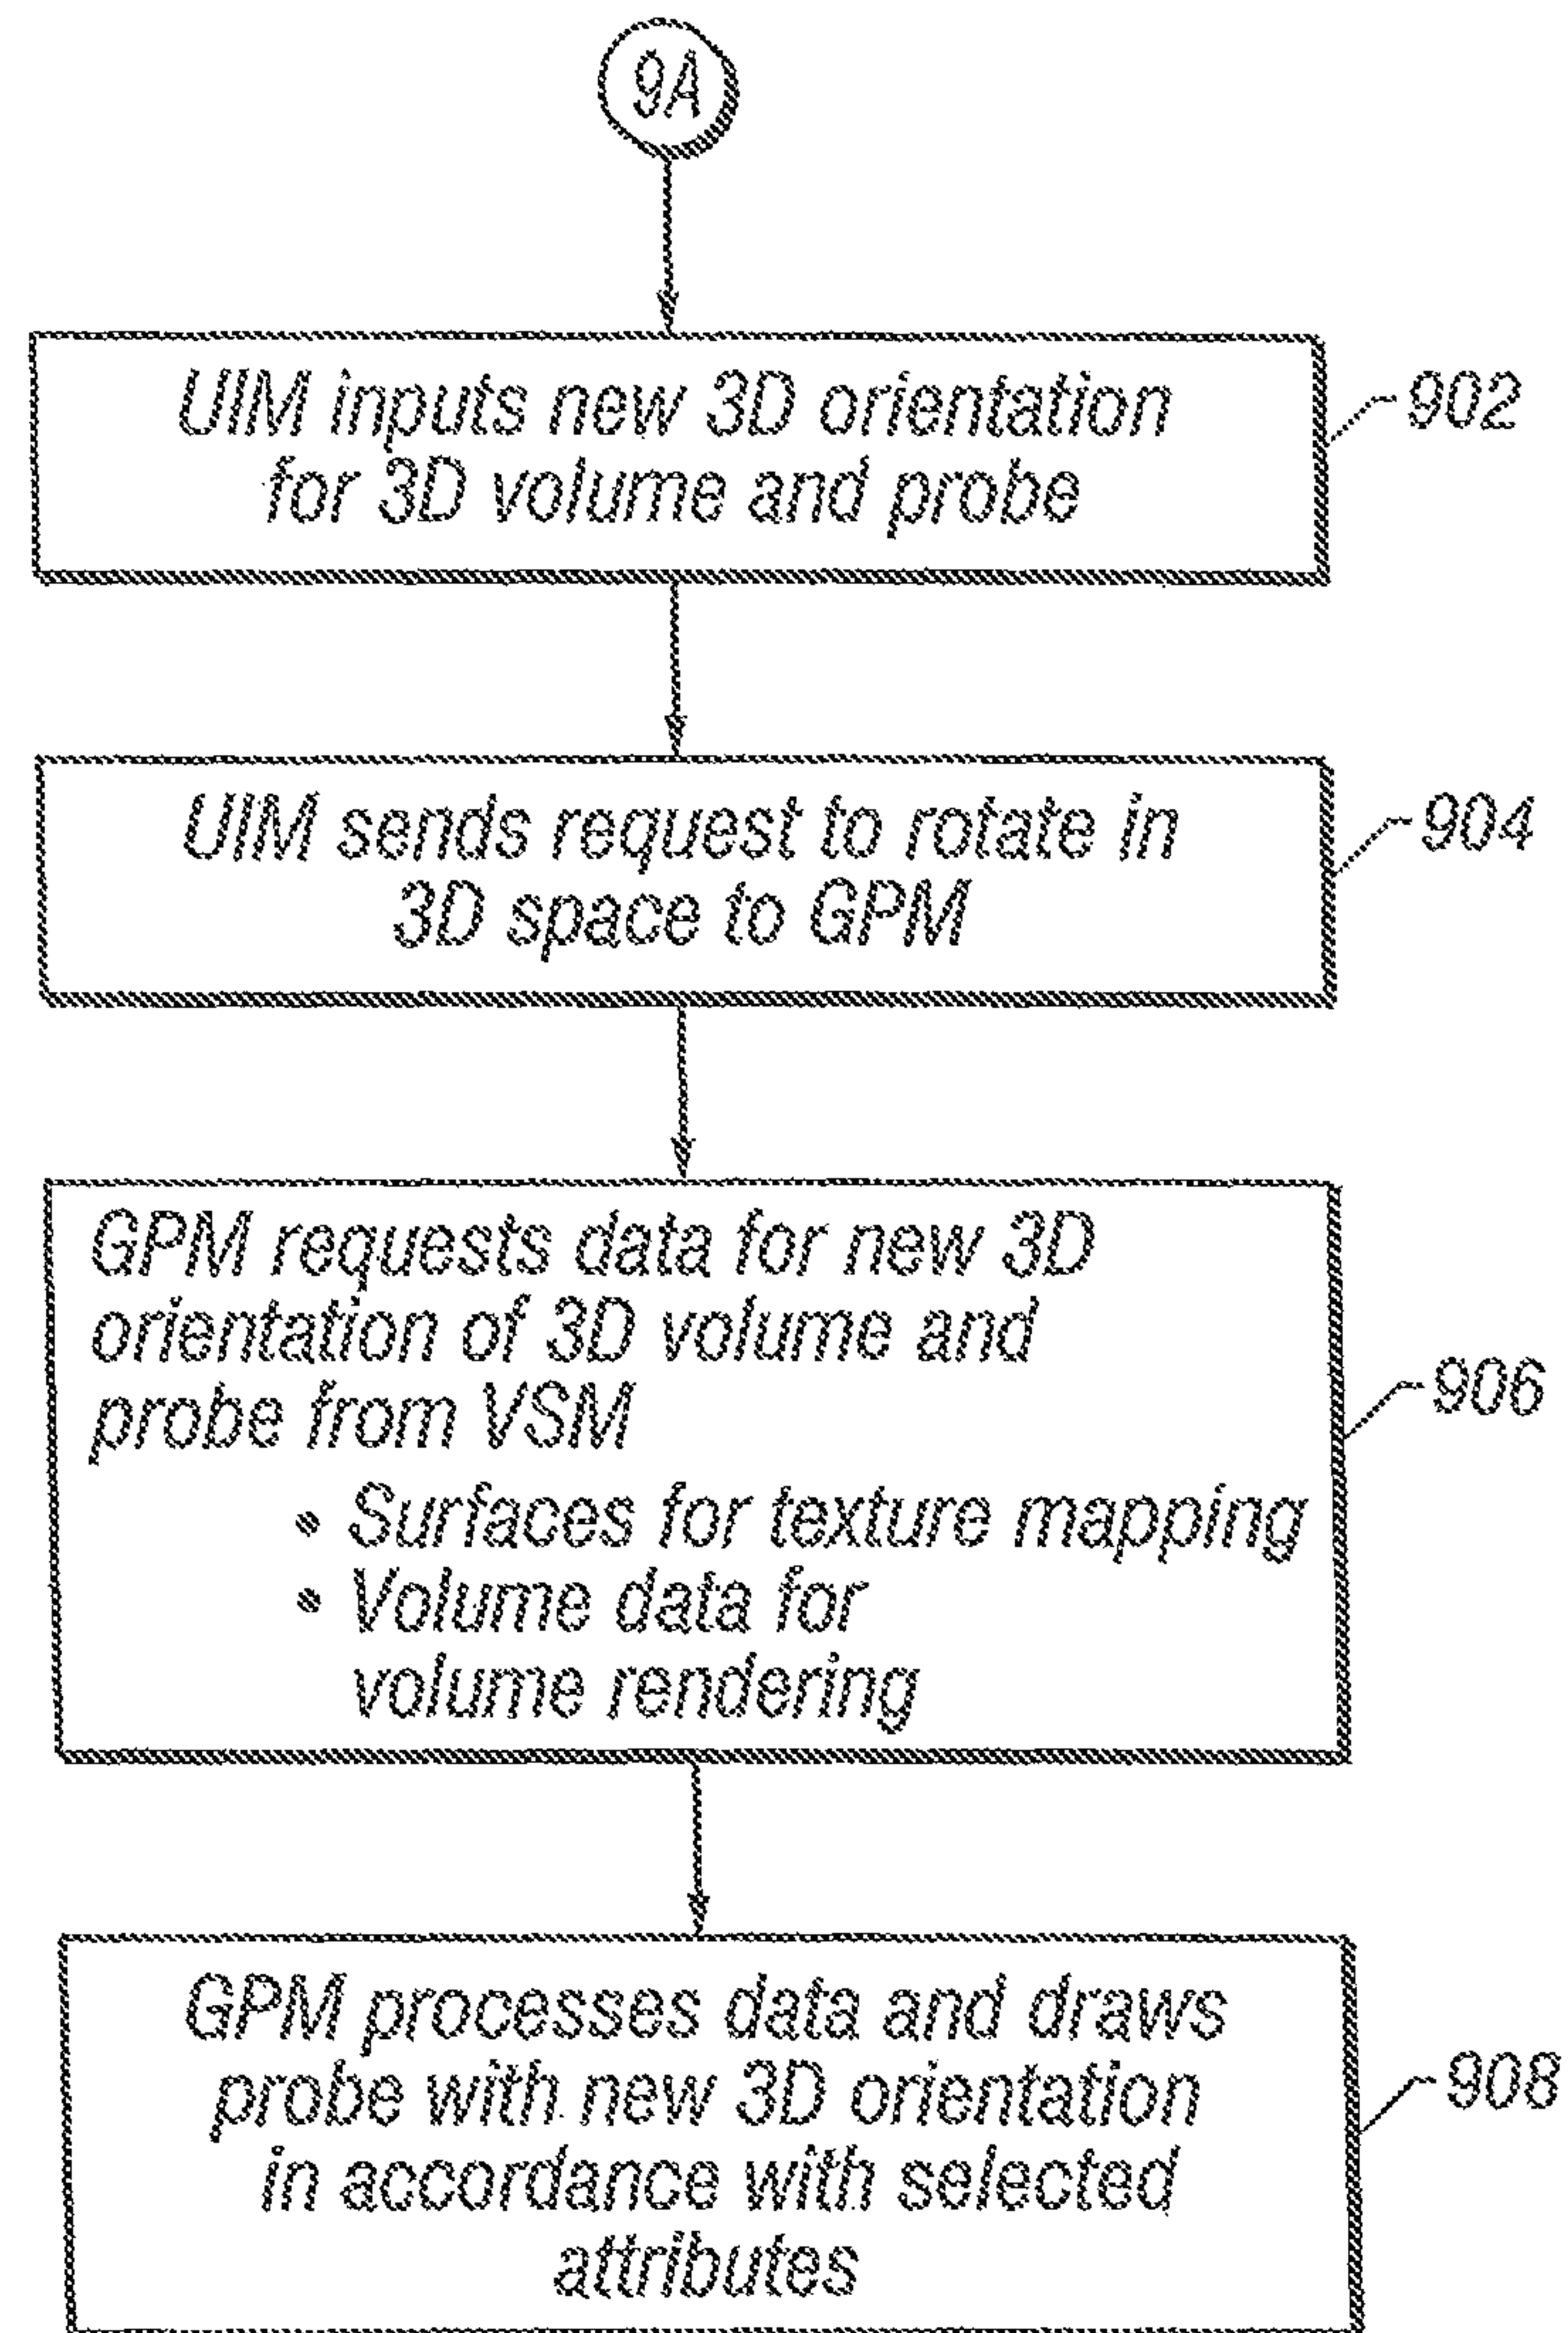 9A
UIM inputs new 3D orientation
for 3D volume and probe
902
UIM sends request to rotate in
3D space to GPM
904
GPM requests data for new 3D
orientation of 3D volume and
probe from VSM
• Surfaces for texture mapping
• Volume data for
volume rendering
906
GPM processes data and draws
probe with new 3D orientation
in accordance with selected
attributes
908